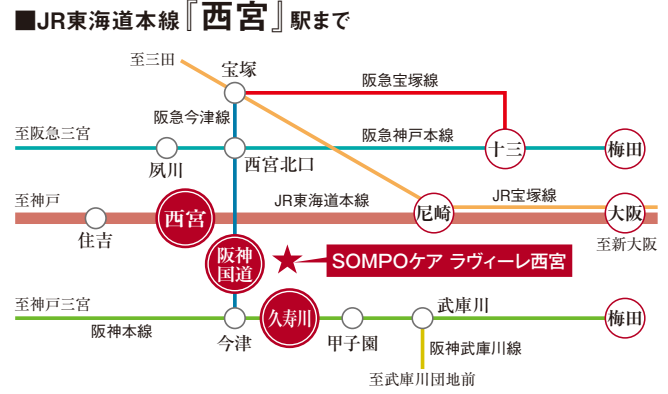 ■JR東海道本線『西宮』駅まで
至三田
宝塚
阪急宝塚線
阪急今津線
至阪急三宮
阪急神戸本線
十三
梅田
夙川
西宮北口
至神戸
JR東海道本線
JR宝塚線
西宮
尼崎
大阪
住吉
至新大阪
阪神
国道
SOMPOケア ラヴィーレ西宮
至神戸三宮
久寿川
武庫川
梅田
阪神本線
今津
甲子園
阪神武庫川線
至武庫川団地前